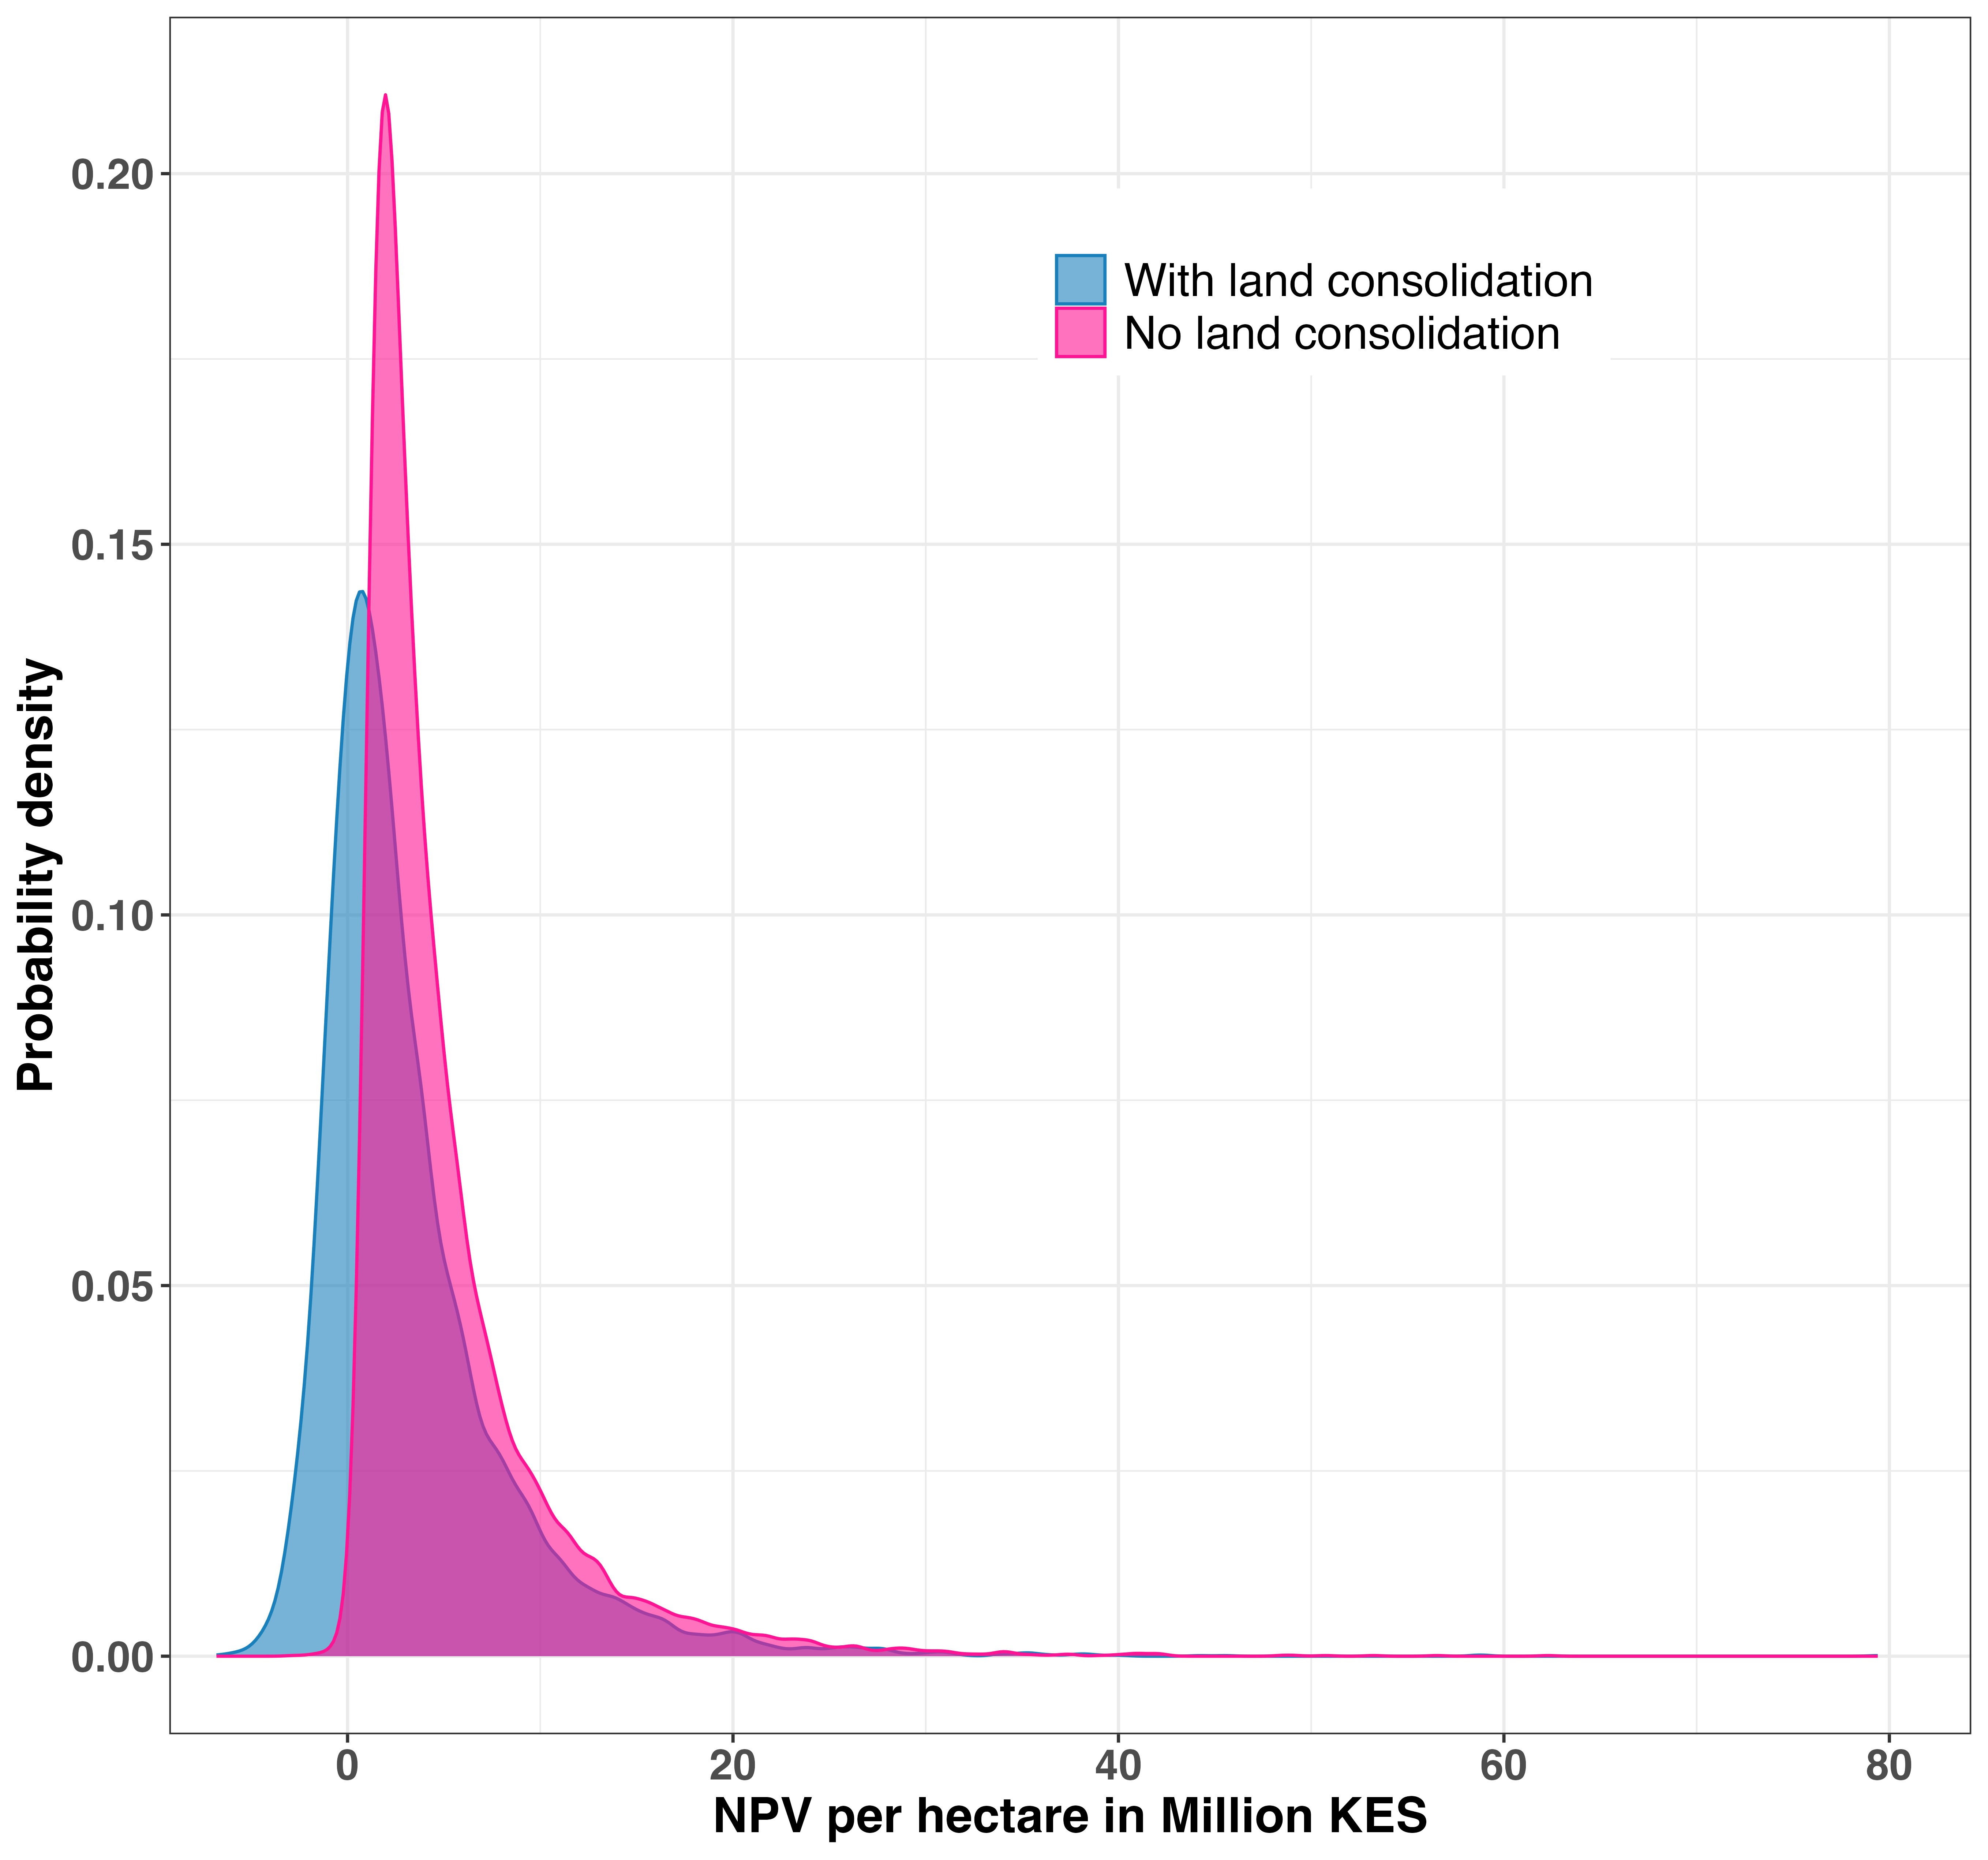 0.20
0.15
0.10
0.05
0.00
Probability density
With land consolidation
No land consolidation
0 20 40 60 80
NPV per hectare in Million KES